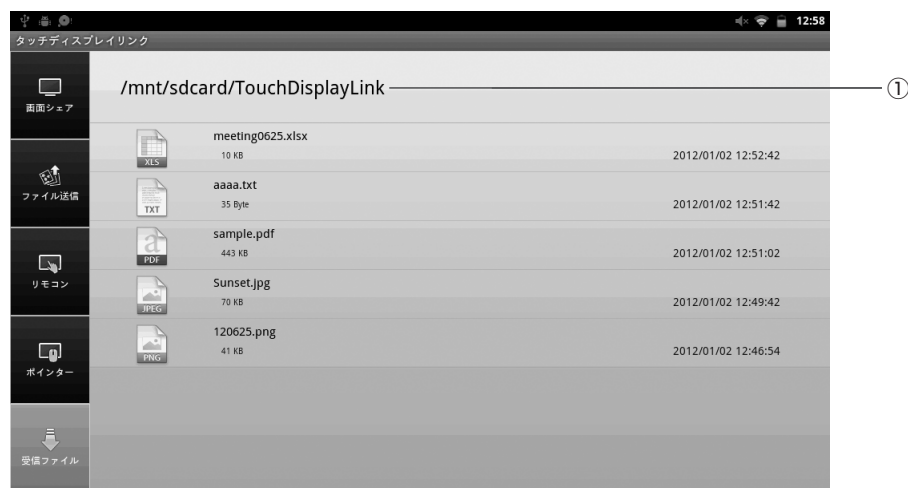 12:58
タッチディスプレイリンク
画面シェア
ファイル送信
リモコン
ポインター
受信ファイル
/mnt/sdcard/TouchDisplayLink
①
XLS
meeting0625.xlsx
10 KB
2012/01/02 12:52:42
TXT
aaaa.txt
35 Byte
2012/01/02 12:51:42
a
PDF
sample.pdf
443 KB
2012/01/02 12:51:02
JPEG
Sunset.jpg
70 KB
2012/01/02 12:49:42
PNG
120625.png
41 KB
2012/01/02 12:46:54